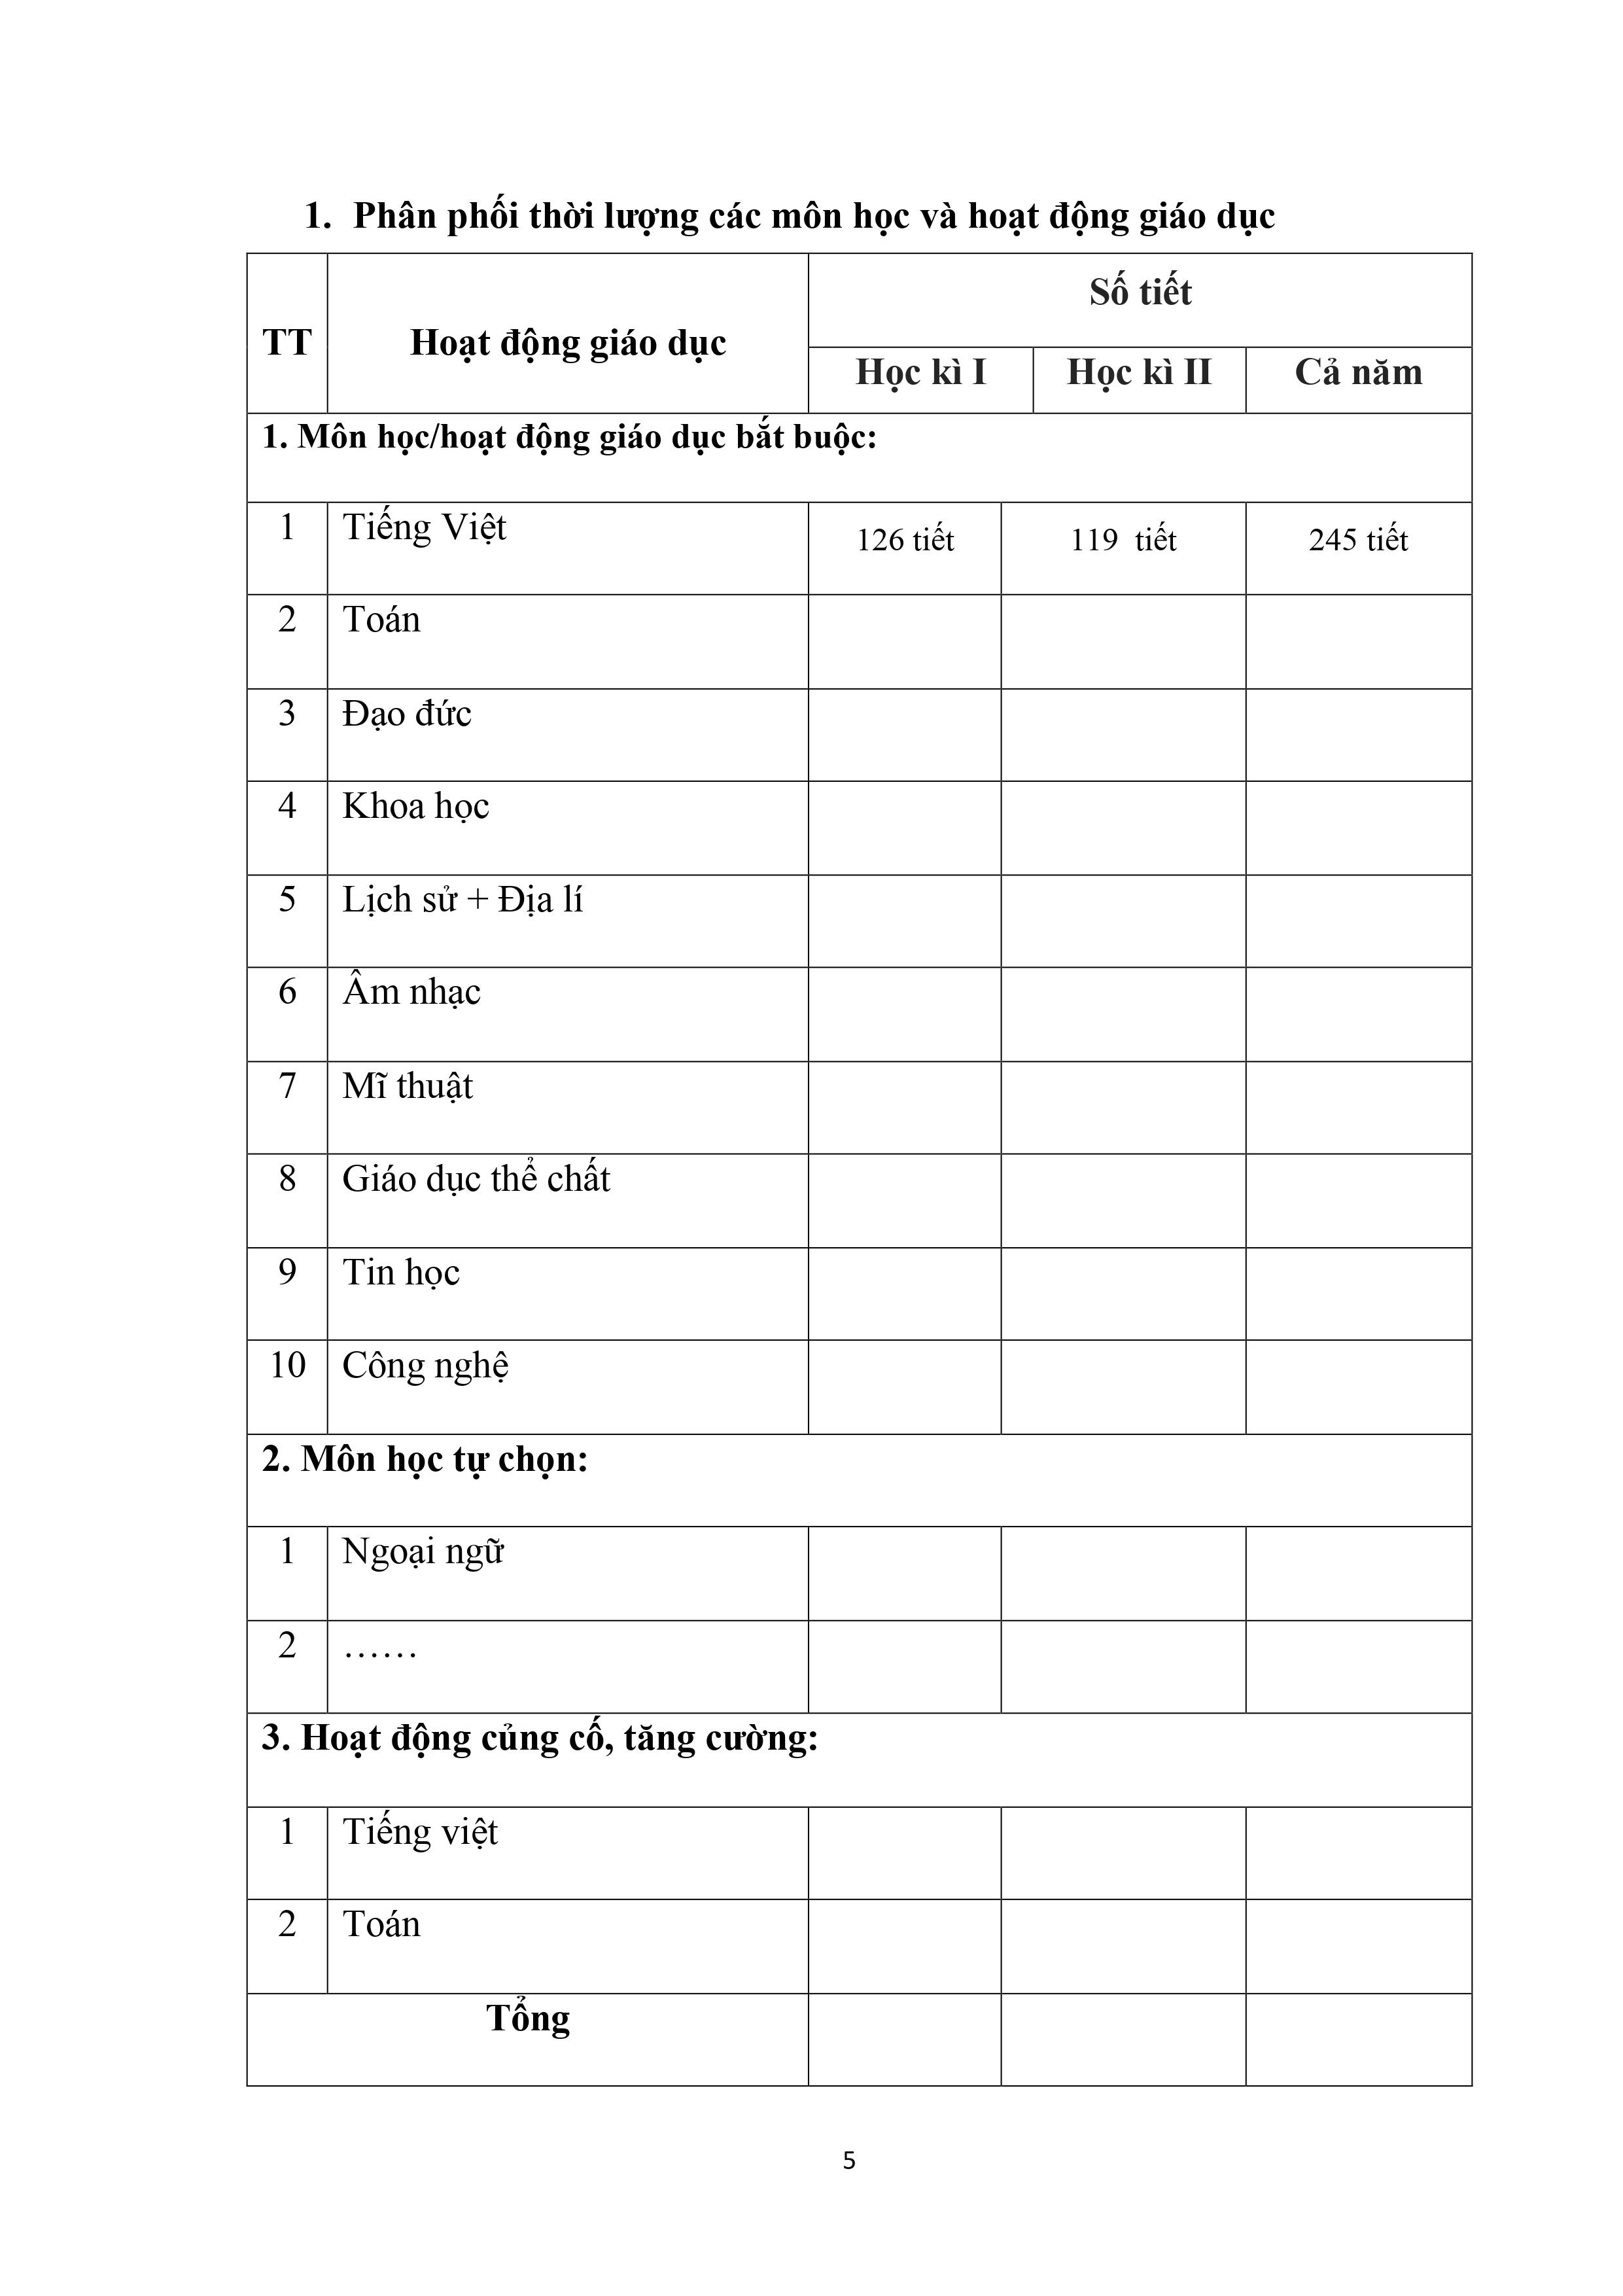 1. Phân phối thời lượng các môn học và hoạt động giáo dục
Số tiết
TT Hoạt động giáo dục
Học kì I Học kì II Cả năm
1. Môn học/hoạt động giáo dục bắt buộc:
1 Tiếng Việt 126 tiết 119 tiết 245 tiết
2 Toán
3 Đạo đức
4 Khoa học
5 Lịch sử + Địa lí
6 Âm nhạc
7 Mĩ thuật
8 Giáo dục thể chất
9 Tin học
10 Công nghệ
2. Môn học tự chọn:
1 Ngoại ngữ
2 ……
3. Hoạt động củng cố, tăng cường:
1 Tiếng việt
2 Toán
Tổng
5